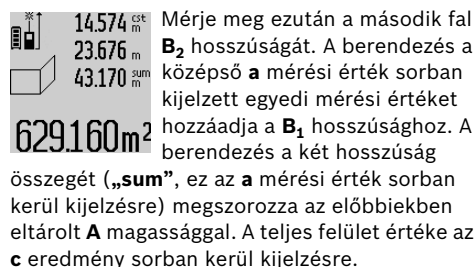 14.574 cst m
23.676 m
43.170 sum m
629.160m²
Mérje meg ezután a második fal
B₂ hosszúságát. A berendezés a
középső a mérési érték sorban
kijelzett egyedi mérési értéket
hozzáadja a B₁ hosszúsághoz. A
berendezés a két hosszúság
összegét („sum”, ez az a mérési érték sorban
kerül kijelzésre) megszorozza az előbbiekben
eltárolt A magassággal. A teljes felület értéke az
c eredmény sorban kerül kijelzésre.